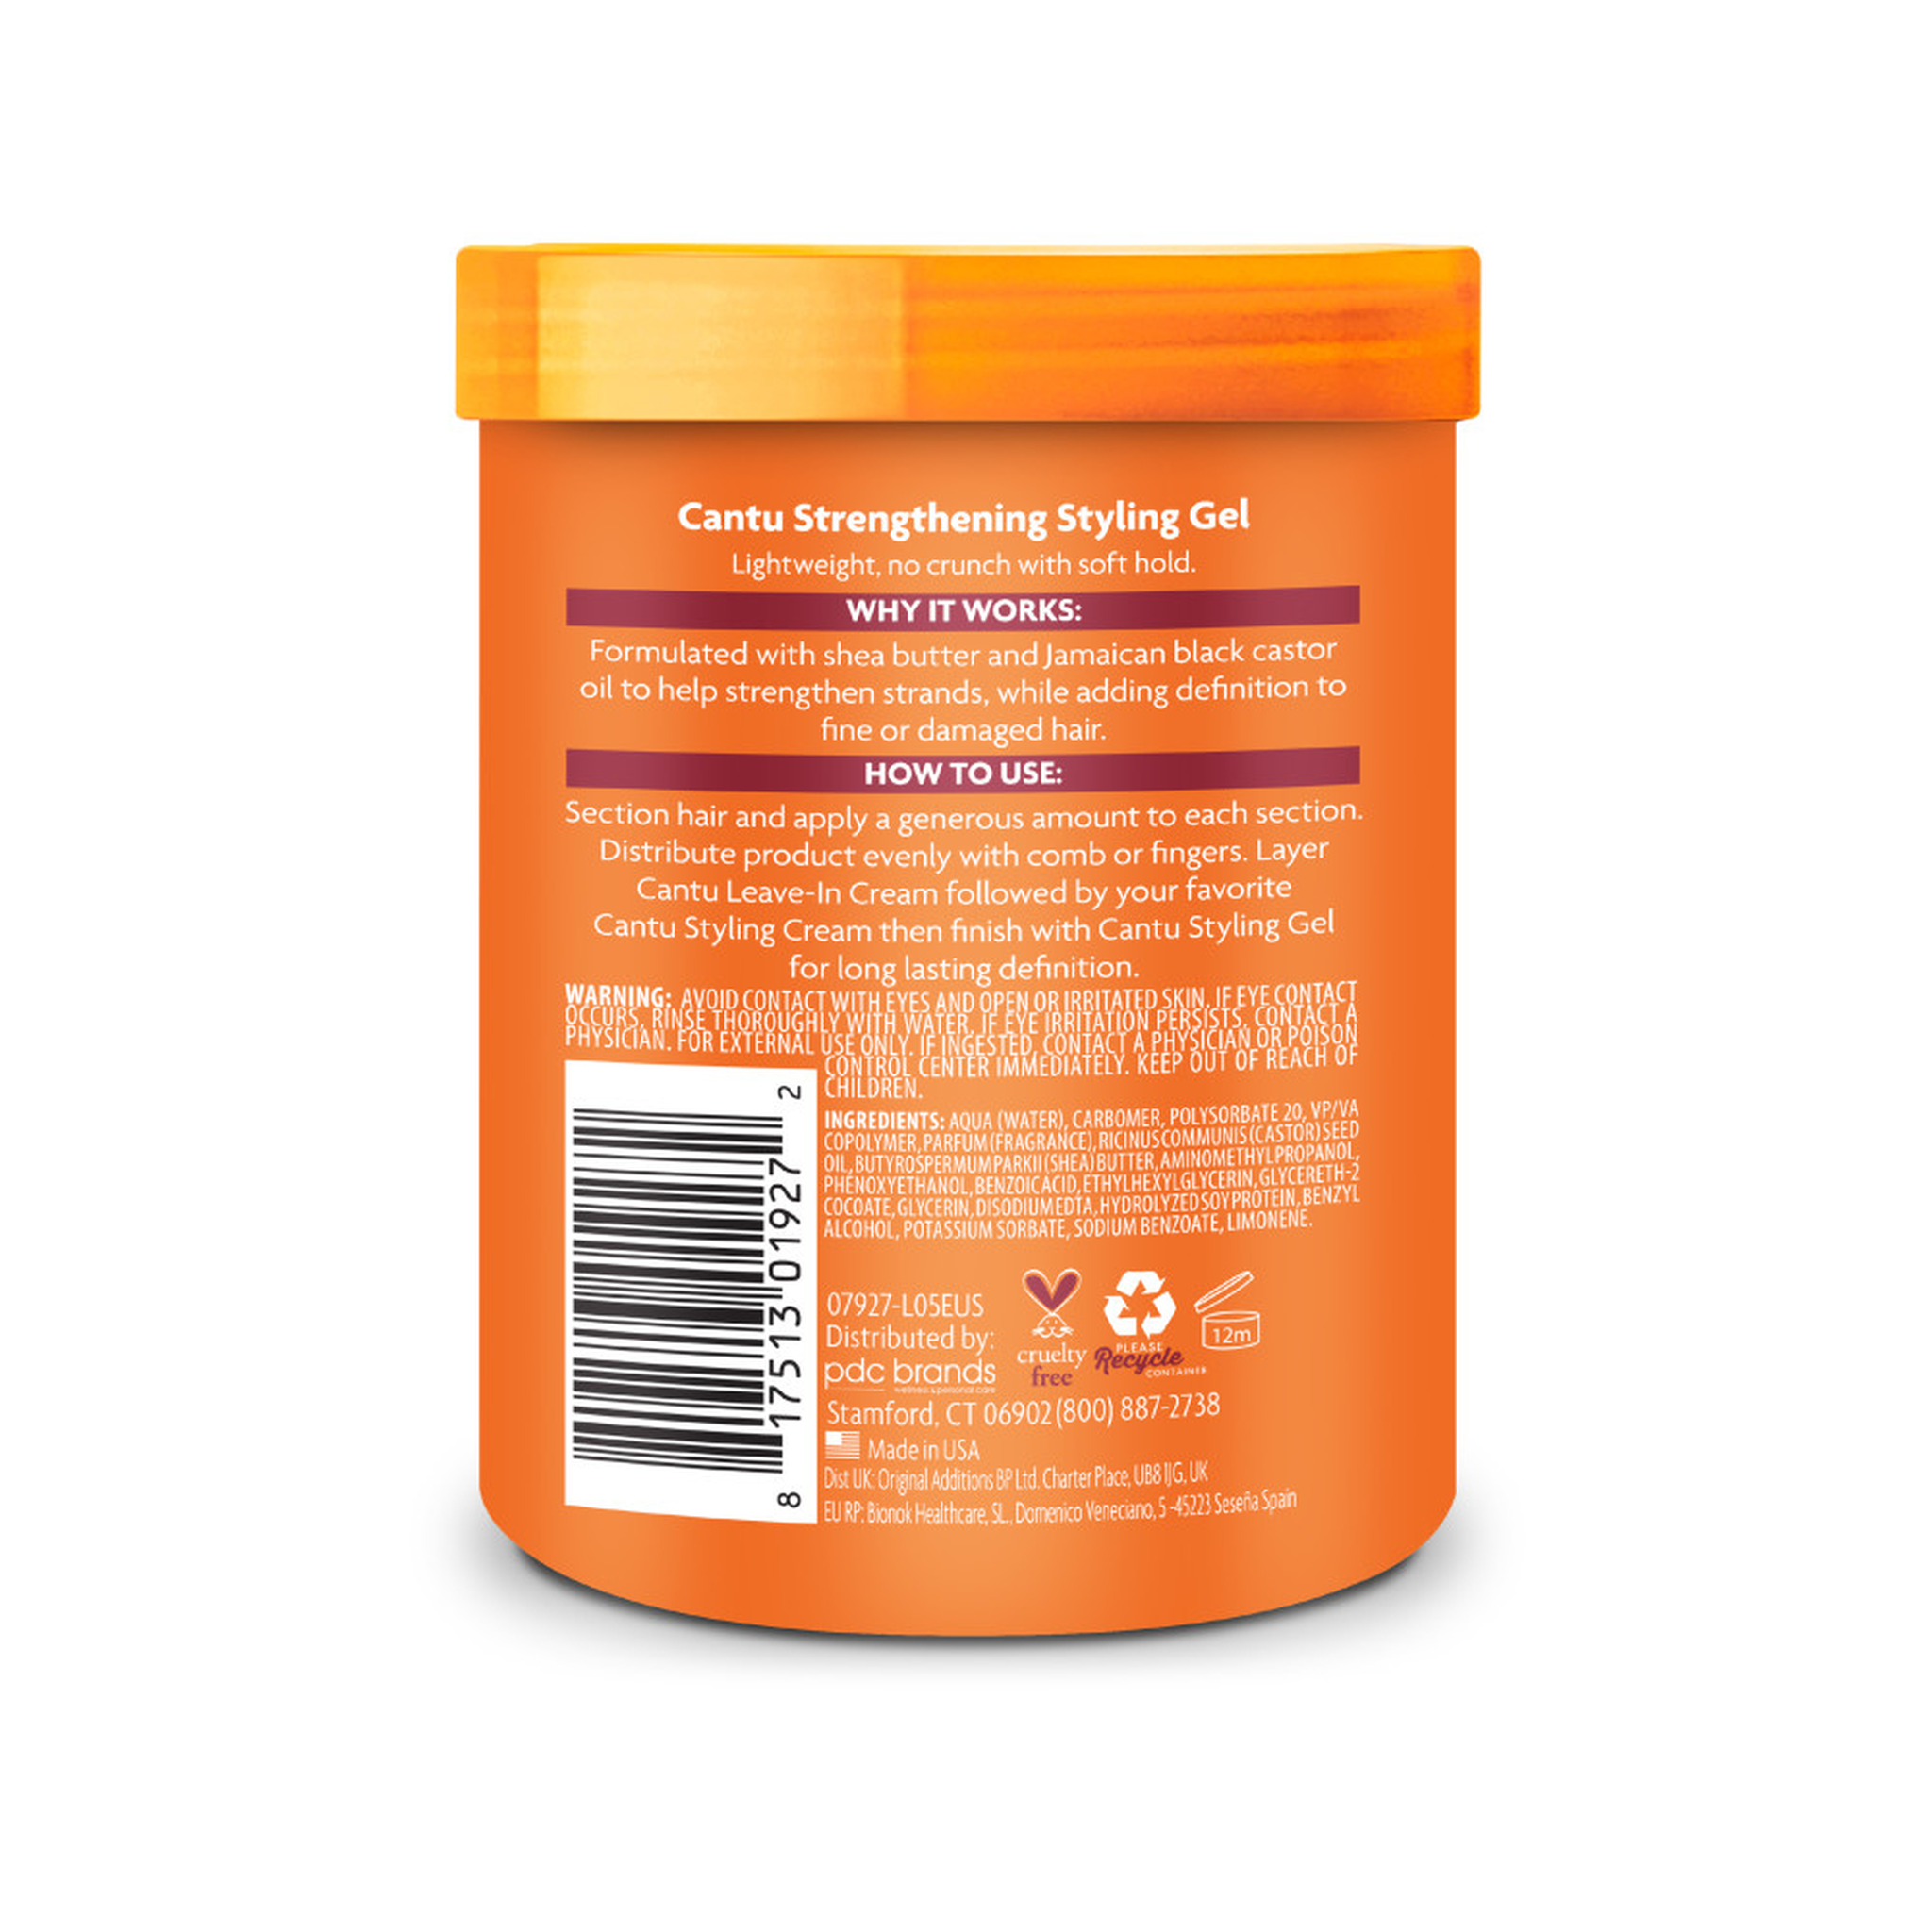 Cantu Strengthening Styling Gel
Lightweight, no crunch with soft hold.
WHY IT WORKS:
Formulated with shea butter and Jamaican black castor
oil to help strengthen strands, while adding definition to
fine or damaged hair.
HOW TO USE:
Section hair and apply a generous amount to each section.
Distribute product evenly with comb or fingers. Layer
Cantu Leave-In Cream followed by your favorite
Cantu Styling Cream then finish with Cantu Styling Gel
for long lasting definition.
WARNING: AVOID CONTACT WITH EYES AND OPEN OR IRRITATED SKIN. IF EYE CONTACT
OCCURS, RINSE THOROUGHLY WITH WATER. IF EYE IRRITATION PERSISTS, CONTACT A
PHYSICIAN. FOR EXTERNAL USE ONLY. IF INGESTED, CONTACT A PHYSICIAN OR POISON
CONTROL CENTER IMMEDIATELY. KEEP OUT OF REACH OF
CHILDREN.
INGREDIENTS: AQUA (WATER), CARBOMER, POLYSORBATE 20, VP/VA
COPOLYMER, PARFUM (FRAGRANCE), RICINUS COMMUNIS (CASTOR) SEED
OIL, BUTYROSPERMUM PARKII (SHEA) BUTTER, AMINOMETHYL PROPANOL,
PHENOXYETHANOL, BENZOIC ACID, ETHYLHEXYLGLYCERIN, GLYCERETH-2
COCOATE, GLYCERIN, DISODIUM EDTA, HYDROLYZED SOY PROTEIN, BENZYL
ALCOHOL, POTASSIUM SORBATE, SODIUM BENZOATE, LIMONENE.
8 17513 01927 2
07927-L05EUS
Distributed by:
pdc brands
wellness & personal care
cruelty
free
PLEASE
Recycle
CONTAINER
12m
Stamford, CT 06902 (800) 887-2738
Made in USA
Dist UK: Original Additions BP Ltd. Charter Place, UB8 1JG, UK
EU RP: Bionok Healthcare, SL., Domenico Veneciano, 5 -45223 Seseña Spain